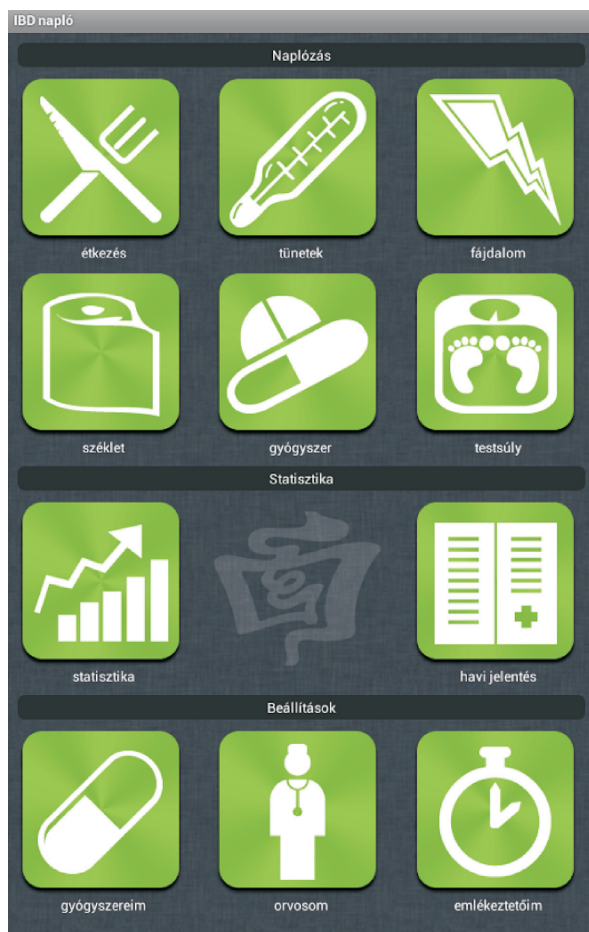 IBD napló
Naplózás
étkezés
tünetek
fájdalom
széklet
gyógyszer
testsúly
Statisztika
statisztika
havi jelentés
Beállítások
gyógyszereim
orvosom
emlékeztetőim